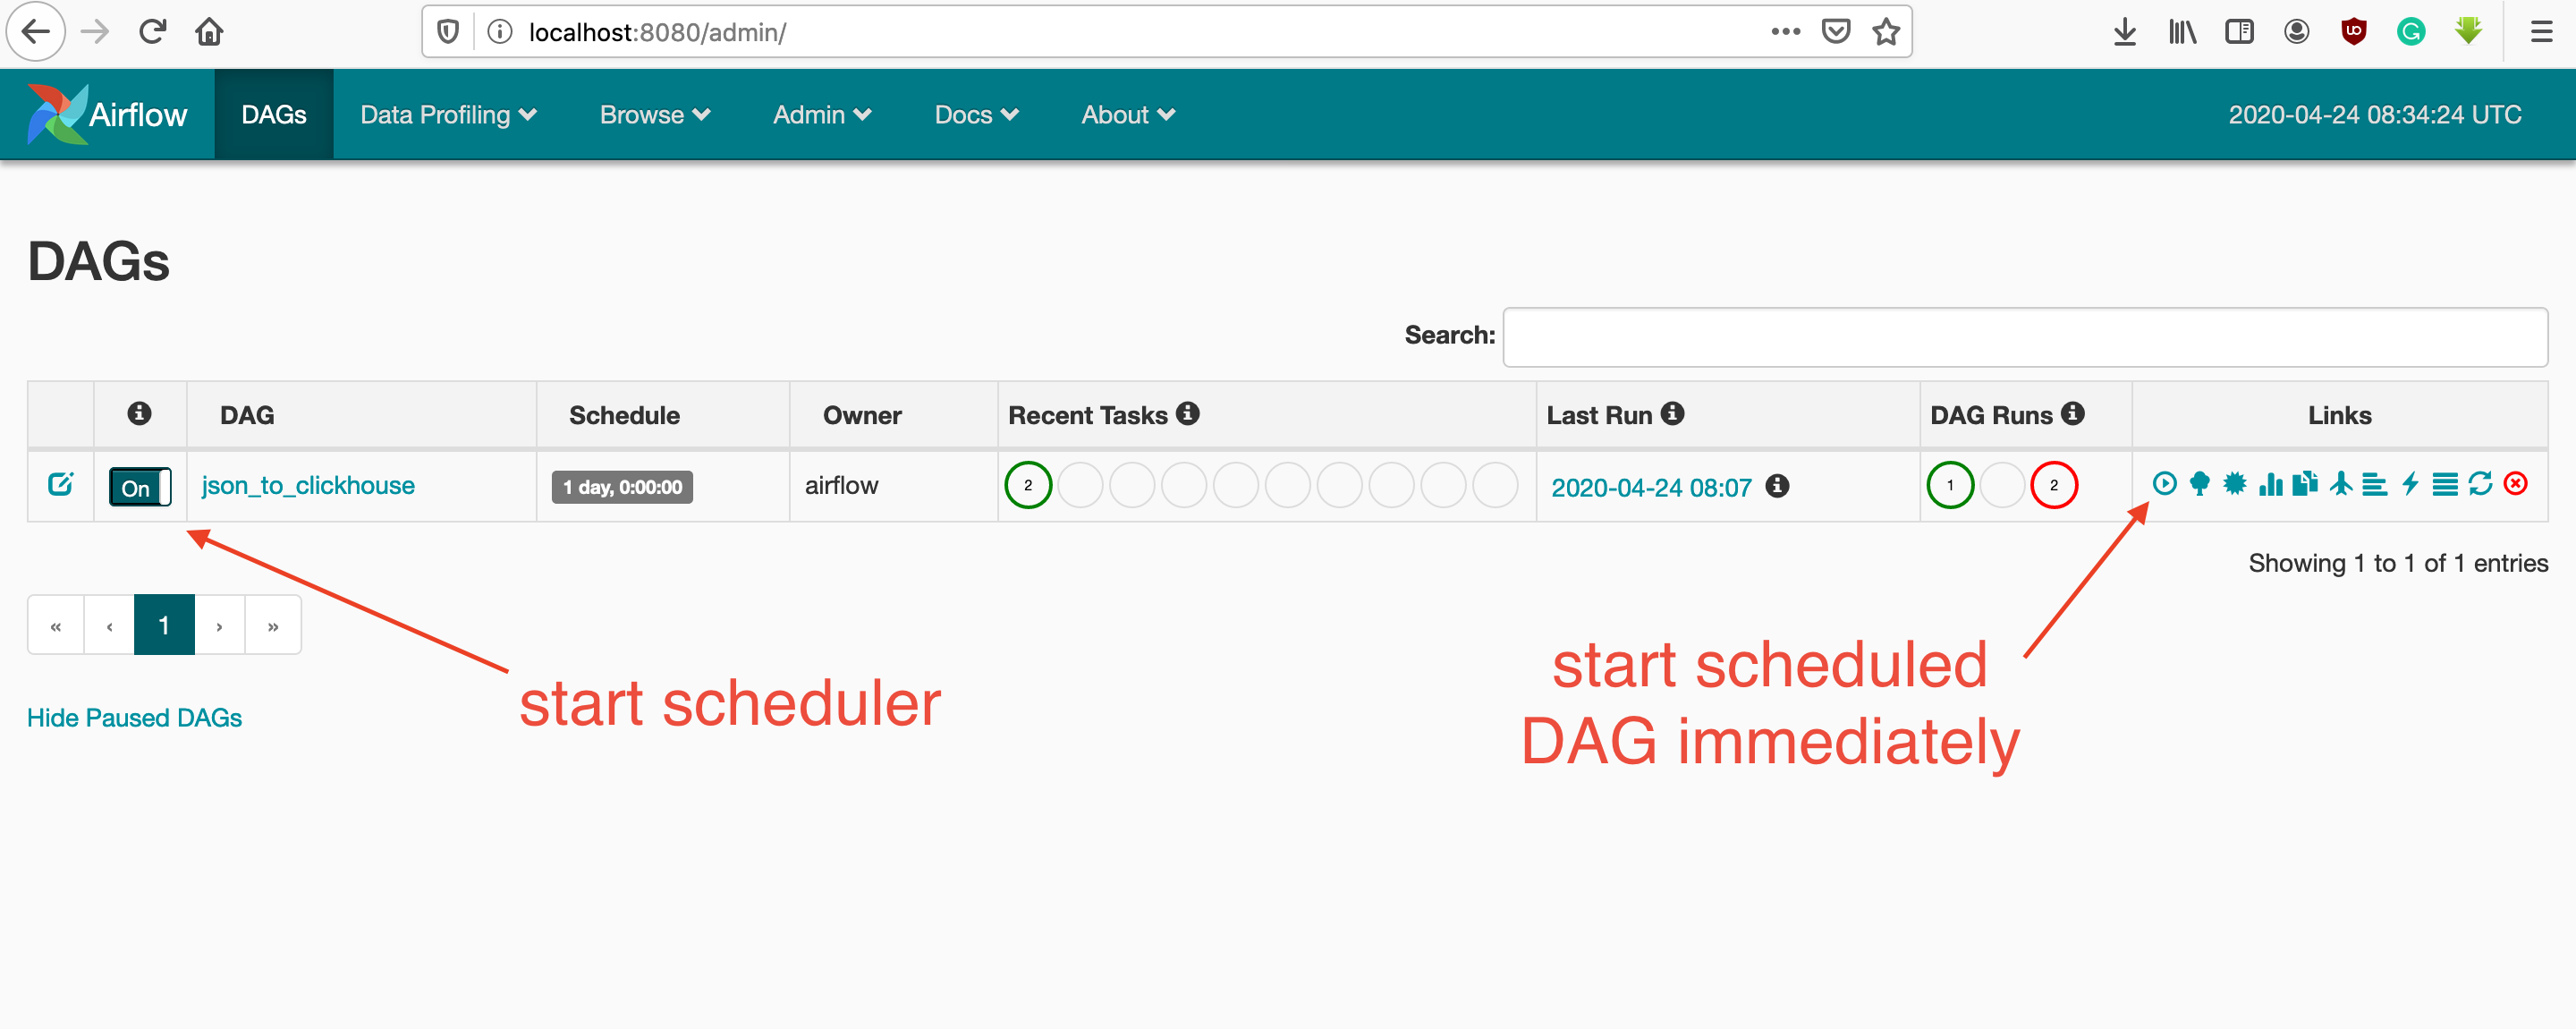 localhost:8080/admin/
Airflow DAGs Data Profiling Browse Admin Docs About 2020-04-24 08:34:24 UTC
DAGs
Search:
DAG Schedule Owner Recent Tasks Last Run DAG Runs Links
On json_to_clickhouse 1 day, 0:00:00 airflow 2 2020-04-24 08:07 1 2
Showing 1 to 1 of 1 entries
« ‹ 1 › »
start scheduler
start scheduled
DAG immediately
Hide Paused DAGs